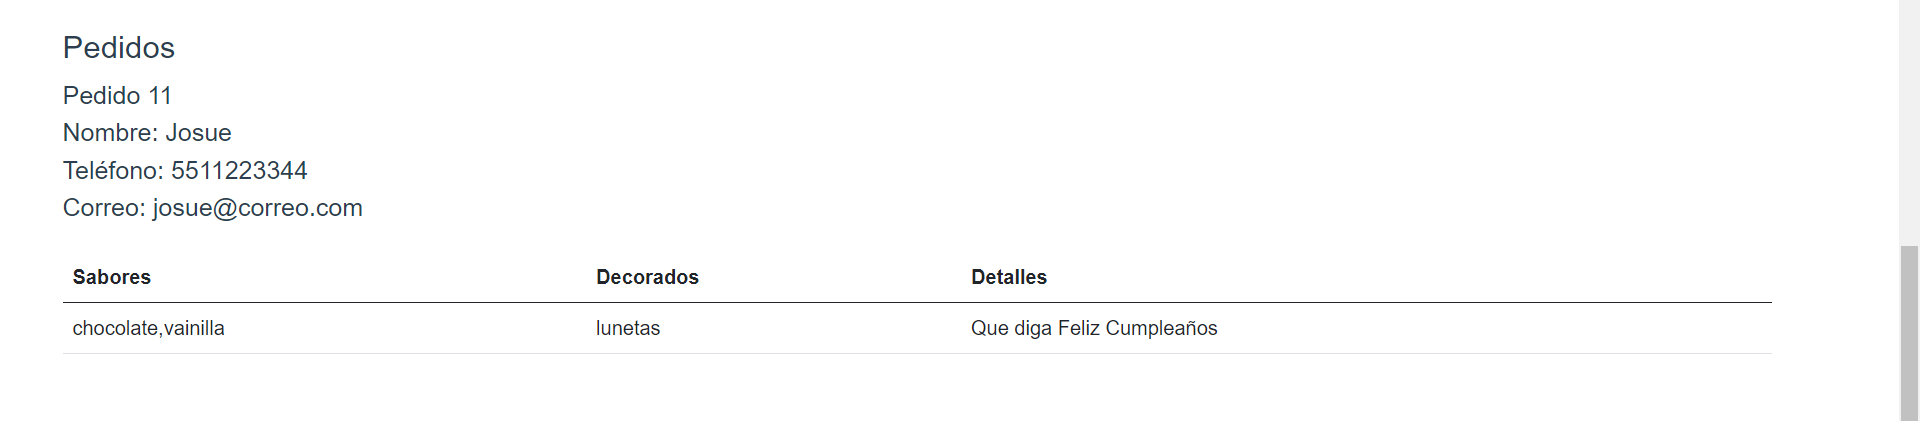 Pedidos
Pedido 11
Nombre: Josue
Teléfono: 5511223344
Correo: josue@correo.com
Sabores Decorados Detalles
chocolate,vainilla lunetas Que diga Feliz Cumpleaños